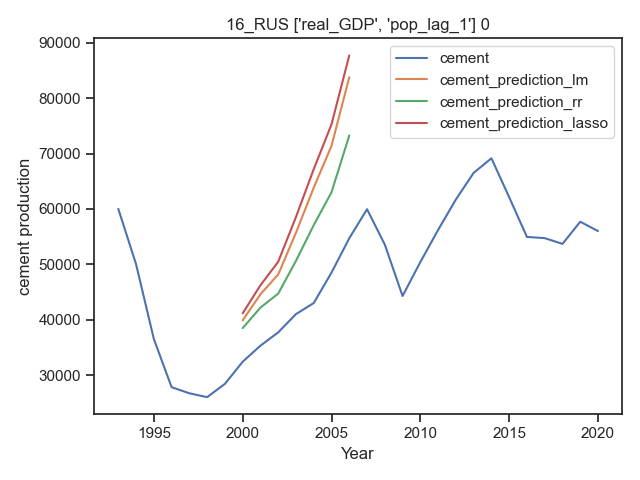 16_RUS ['real_GDP', 'pop_lag_1'] 0
90000
80000
70000
60000
50000
40000
30000
cement production
cement
cement_prediction_lm
cement_prediction_rr
cement_prediction_lasso
1995
2000
2005
2010
2015
2020
Year